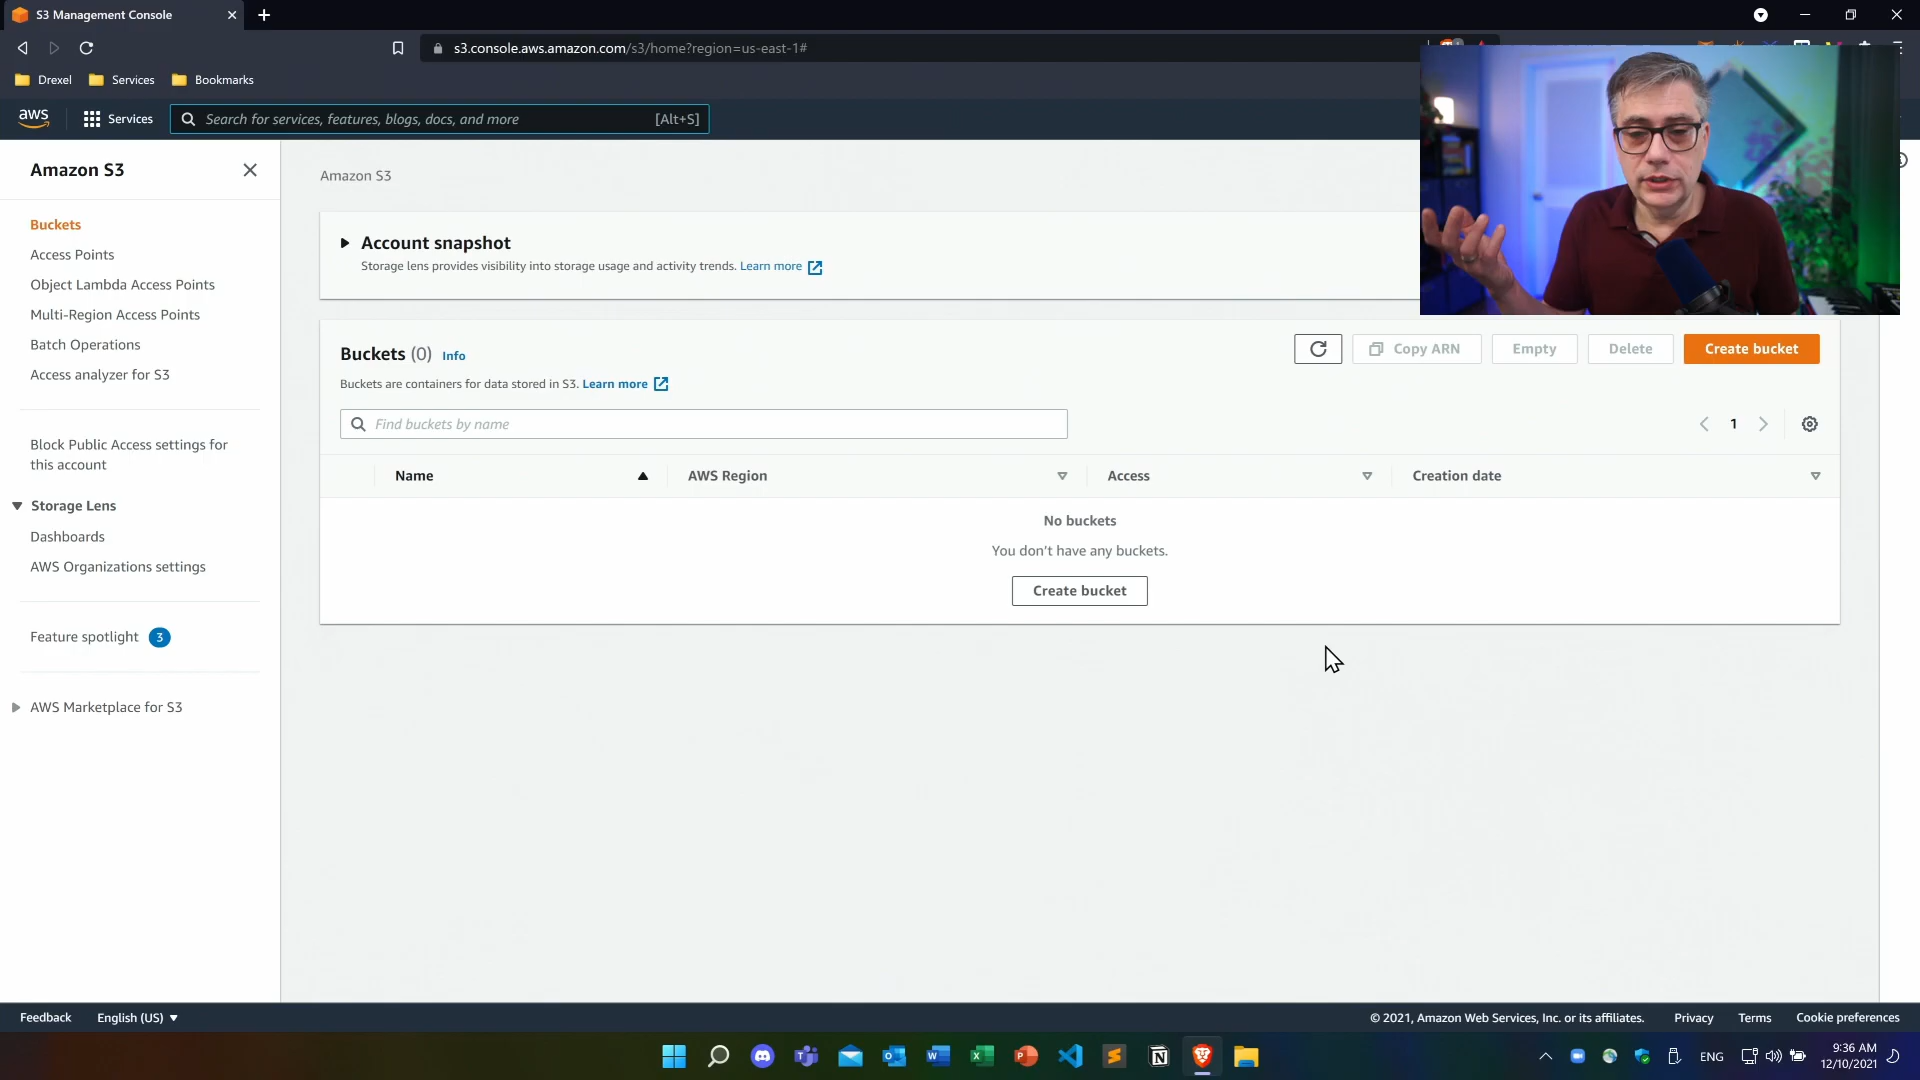 S3 Management Console
s3.console.aws.amazon.com/s3/home?region=us-east-1#
Drexel
Services
Bookmarks
aws
Services
Search for services, features, blogs, docs, and more
[Alt+S]
Amazon S3
Buckets
Access Points
Object Lambda Access Points
Multi-Region Access Points
Batch Operations
Access analyzer for S3
Block Public Access settings for
this account
Storage Lens
Dashboards
AWS Organizations settings
Feature spotlight 3
AWS Marketplace for S3
Amazon S3
Account snapshot
Storage lens provides visibility into storage usage and activity trends. Learn more
Buckets (0) Info
Buckets are containers for data stored in S3. Learn more
Copy ARN
Empty
Delete
Create bucket
Find buckets by name
1
Name
AWS Region
Access
Creation date
No buckets
You don't have any buckets.
Create bucket
Feedback
English (US)
© 2021, Amazon Web Services, Inc. or its affiliates.
Privacy
Terms
Cookie preferences
ENG
9:36 AM
12/10/2021